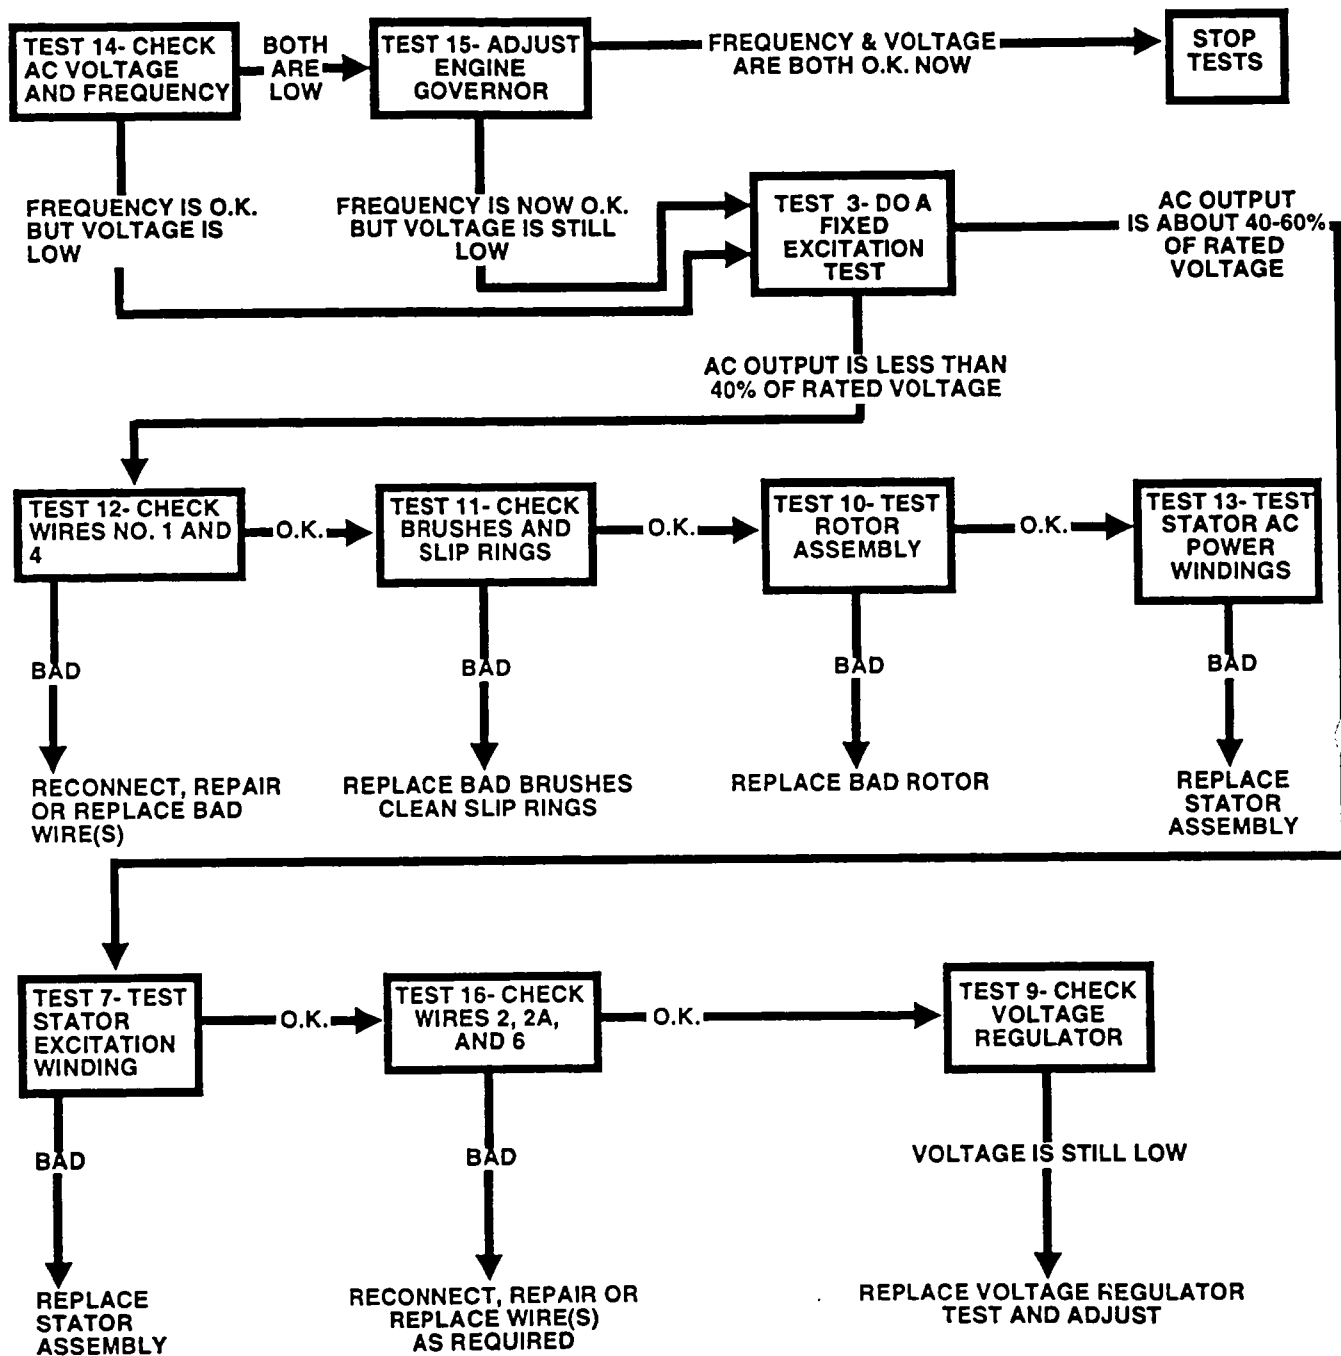 TEST 14- CHECK
AC VOLTAGE
AND FREQUENCY
BOTH
ARE
LOW
TEST 15- ADJUST
ENGINE
GOVERNOR
FREQUENCY & VOLTAGE
ARE BOTH O.K. NOW
STOP
TESTS
FREQUENCY IS O.K.
BUT VOLTAGE IS
LOW
FREQUENCY IS NOW O.K.
BUT VOLTAGE IS STILL
LOW
TEST 3- DO A
FIXED
EXCITATION
TEST
AC OUTPUT
IS ABOUT 40-60%
OF RATED
VOLTAGE
AC OUTPUT IS LESS THAN
40% OF RATED VOLTAGE
TEST 12- CHECK
WIRES NO. 1 AND
4
O.K.
TEST 11- CHECK
BRUSHES AND
SLIP RINGS
O.K.
TEST 10- TEST
ROTOR
ASSEMBLY
O.K.
TEST 13- TEST
STATOR AC
POWER
WINDINGS
BAD
BAD
BAD
BAD
RECONNECT, REPAIR
OR REPLACE BAD
WIRE(S)
REPLACE BAD BRUSHES
CLEAN SLIP RINGS
REPLACE BAD ROTOR
REPLACE
STATOR
ASSEMBLY
TEST 7- TEST
STATOR
EXCITATION
WINDING
O.K.
TEST 16- CHECK
WIRES 2, 2A,
AND 6
O.K.
TEST 9- CHECK
VOLTAGE
REGULATOR
BAD
BAD
VOLTAGE IS STILL LOW
REPLACE
STATOR
ASSEMBLY
RECONNECT, REPAIR OR
REPLACE WIRE(S)
AS REQUIRED
REPLACE VOLTAGE REGULATOR
TEST AND ADJUST